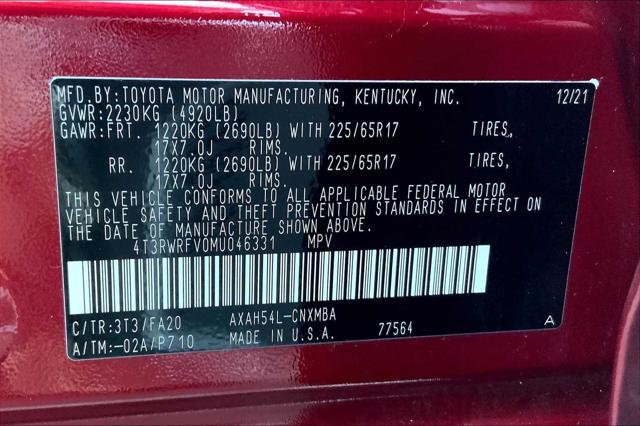 MFD.BY:TOYOTA MOTOR MANUFACTURING, KENTUCKY, INC. 12/21
GVWR:2230KG (4920LB)
GAWR:FRT. 1220KG (2690LB) WITH 225/65R17 TIRES,
17X7.0J RIMS.
RR. 1220KG (2690LB) WITH 225/65R17 TIRES,
17X7.0J RIMS.
THIS VEHICLE CONFORMS TO ALL APPLICABLE FEDERAL MOTOR
VEHICLE SAFETY AND THEFT PREVENTION STANDARDS IN EFFECT ON
THE DATE OF MANUFACTURE SHOWN ABOVE.
4T3RWRFV0MU046331 MPV
C/TR:3T3/FA20 AXAH54L-CNXMBA
A/TM:-02A/P710 MADE IN U.S.A. 77564 A